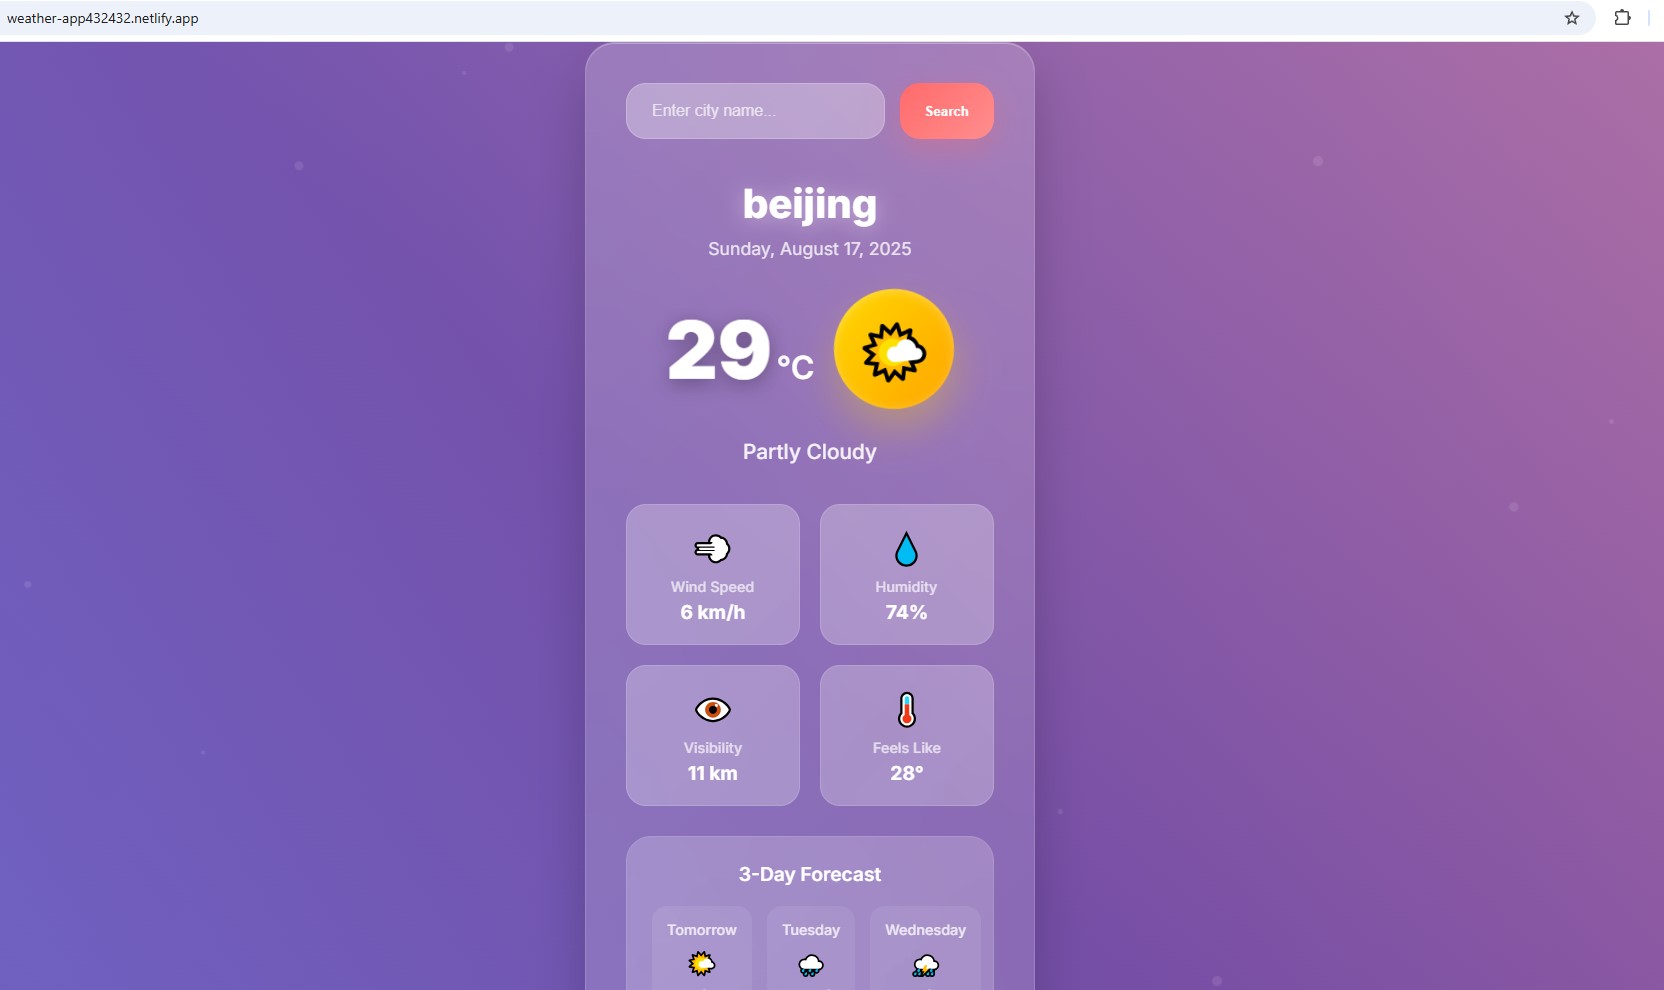 weather-app432432.netlify.app
Enter city name...
Search
beijing
Sunday, August 17, 2025
29 °C
Partly Cloudy
Wind Speed
6 km/h
Humidity
74%
Visibility
11 km
Feels Like
28°
3-Day Forecast
Tomorrow
Tuesday
Wednesday